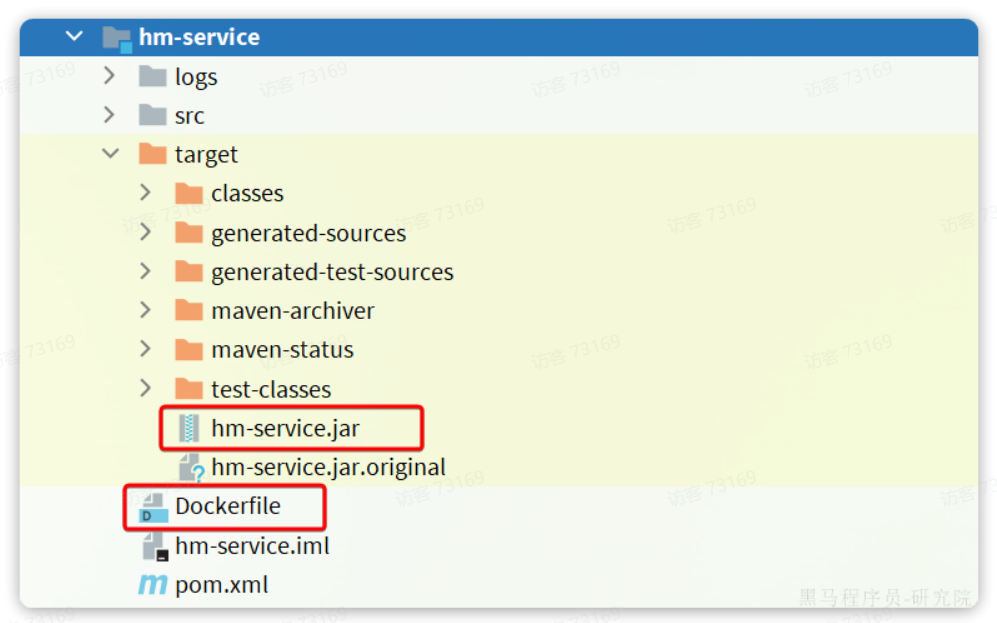 hm-service
logs
src
target
classes
generated-sources
generated-test-sources
maven-archiver
maven-status
test-classes
hm-service.jar
hm-service.jar.original
Dockerfile
hm-service.iml
pom.xml
黑马程序员-研究院
访客 73169